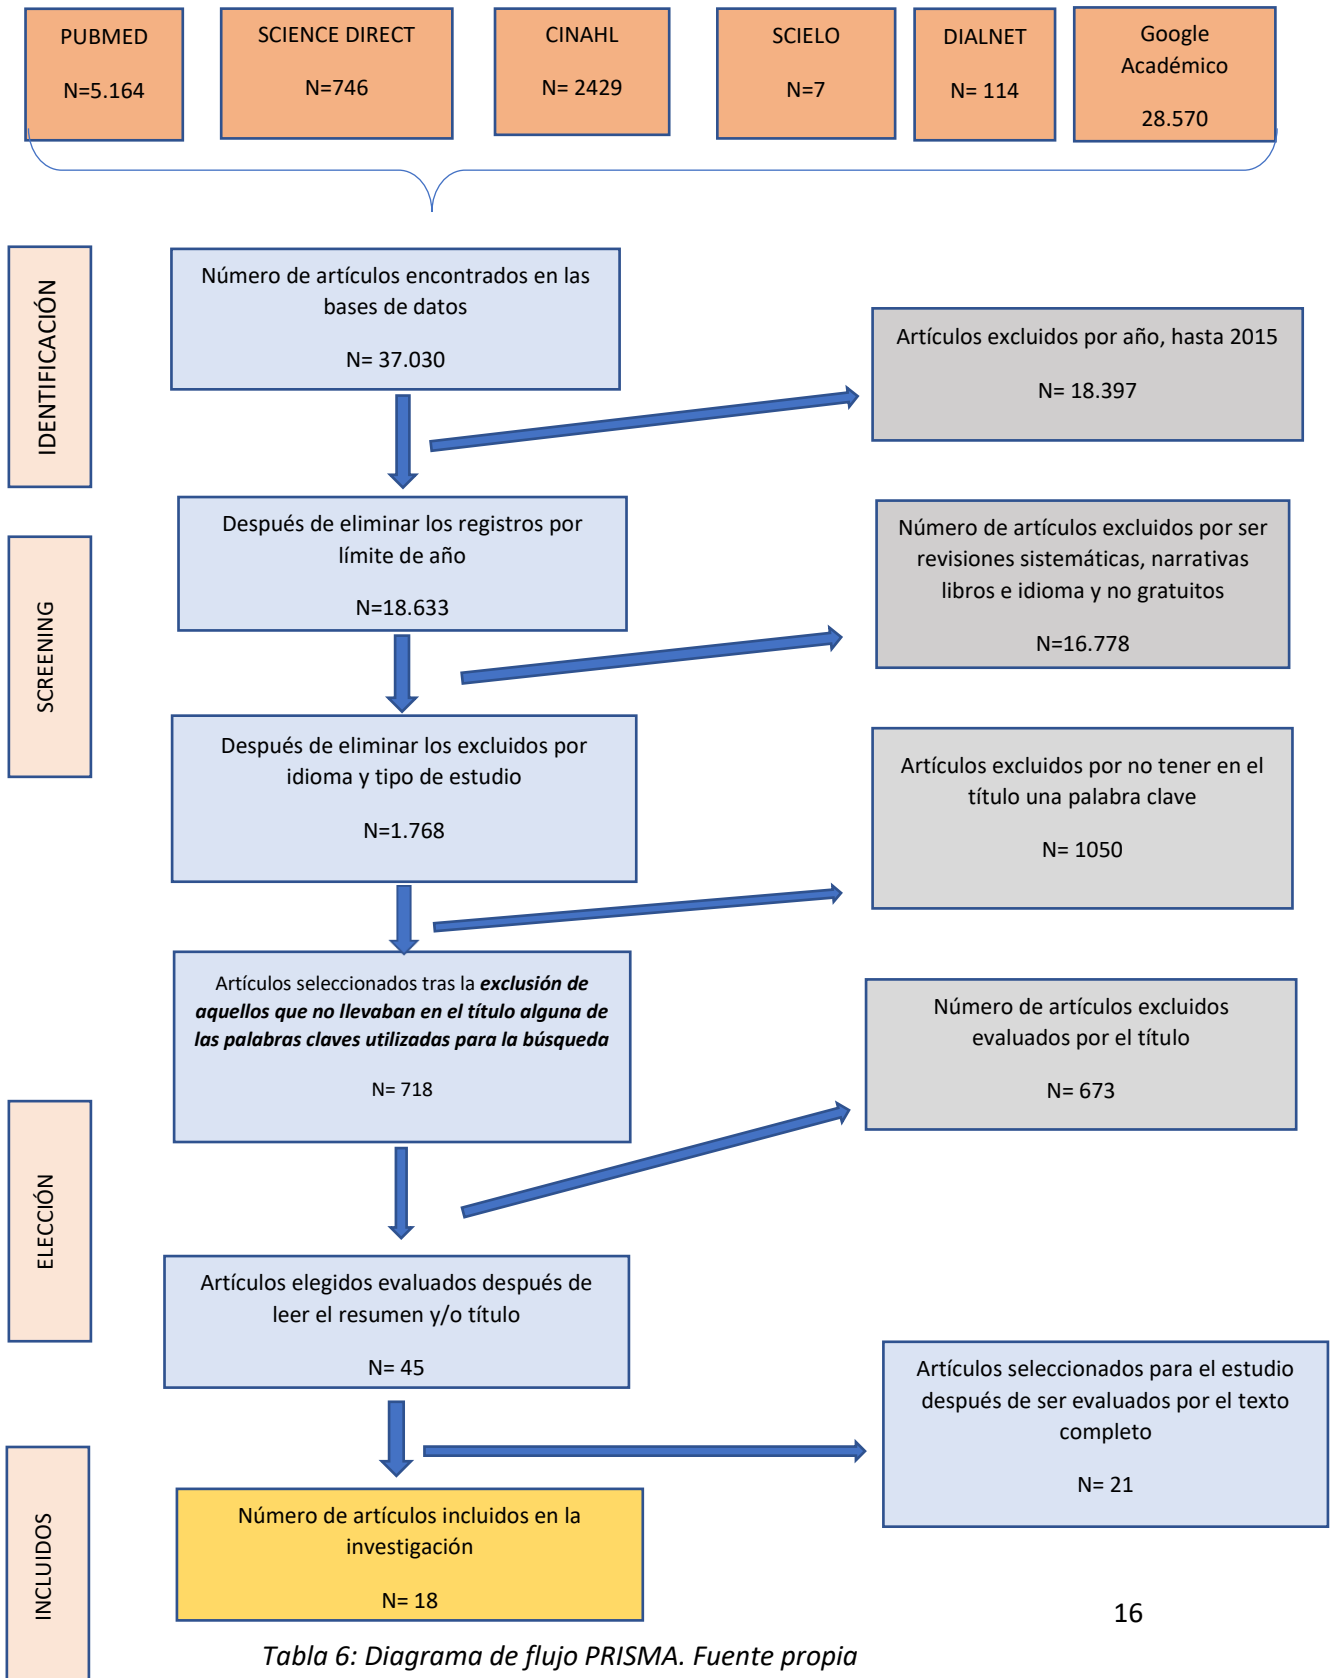 PUBMED
N=5.164
SCIENCE DIRECT
N=746
CINAHL
N= 2429
SCIELO
N=7
DIALNET
N= 114
Google
Académico
28.570
IDENTIFICACIÓN
Número de artículos encontrados en las
bases de datos
N= 37.030
Artículos excluidos por año, hasta 2015
N= 18.397
SCREENING
Después de eliminar los registros por
límite de año
N=18.633
Número de artículos excluidos por ser
revisiones sistemáticas, narrativas
libros e idioma y no gratuitos
N=16.778
Después de eliminar los excluidos por
idioma y tipo de estudio
N=1.768
Artículos excluidos por no tener en el
título una palabra clave
N= 1050
Artículos seleccionados tras la exclusión de
aquellos que no llevaban en el título alguna de
las palabras claves utilizadas para la búsqueda
N= 718
Número de artículos excluidos
evaluados por el título
N= 673
ELECCIÓN
Artículos elegidos evaluados después de
leer el resumen y/o título
N= 45
Artículos seleccionados para el estudio
después de ser evaluados por el texto
completo
N= 21
INCLUIDOS
Número de artículos incluidos en la
investigación
N= 18
16
Tabla 6: Diagrama de flujo PRISMA. Fuente propia